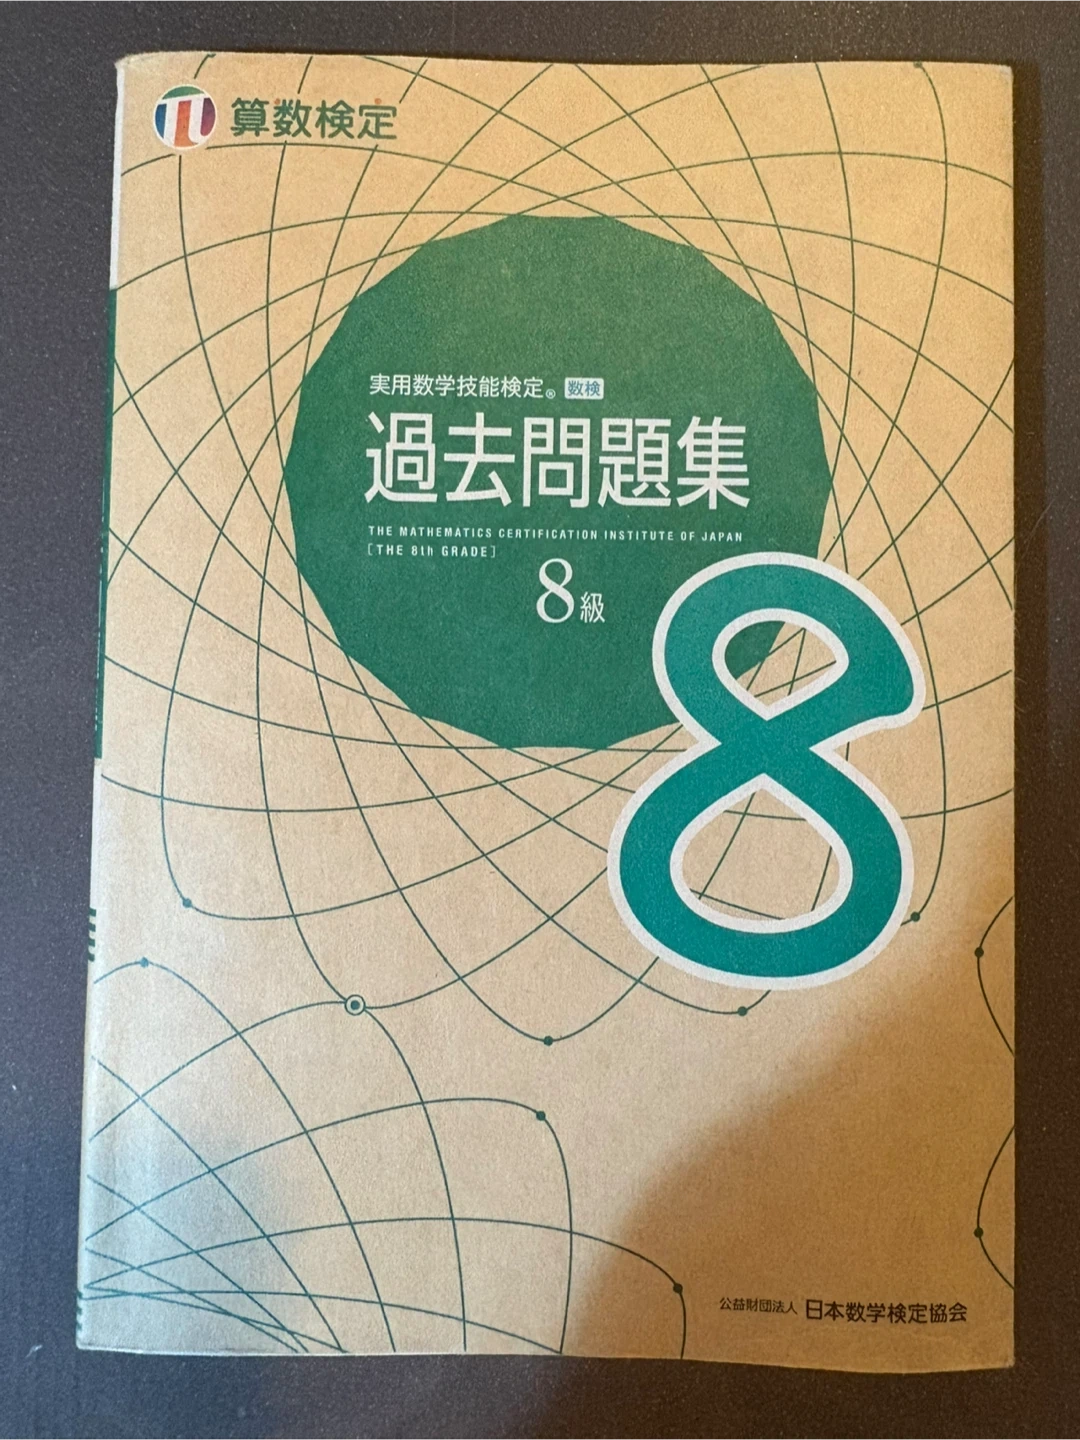 算数検定
実用数学技能検定® 数検
過去問題集
THE MATHEMATICS CERTIFICATION INSTITUTE OF JAPAN
[THE 8th GRADE]
8級
8
公益財団法人 日本数学検定協会